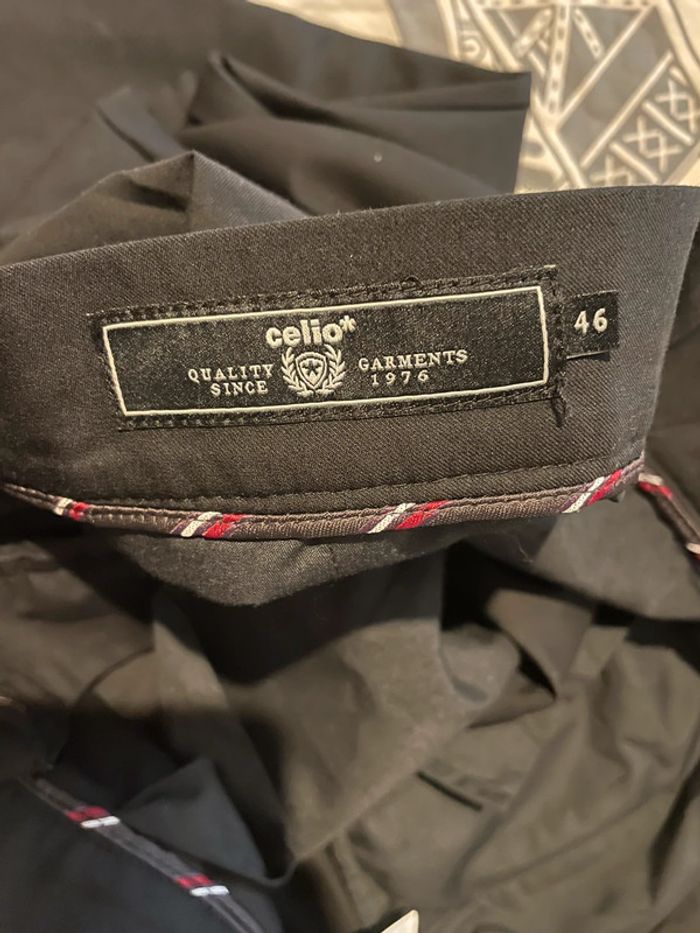 celio*
QUALITY GARMENTS
SINCE 1976
46